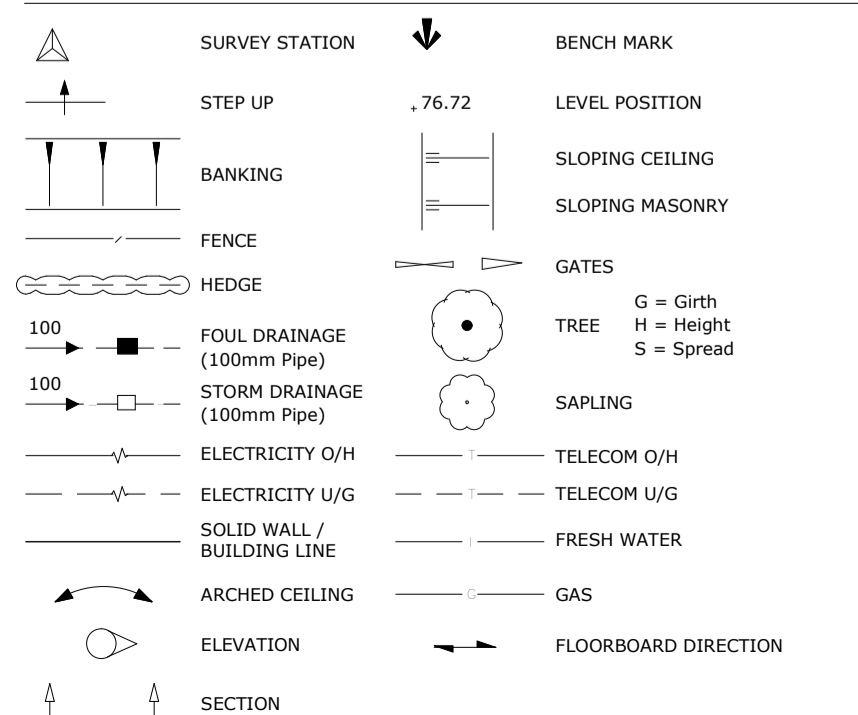 SURVEY STATION
STEP UP
BANKING
FENCE
HEDGE
100
FOUL DRAINAGE
(100mm Pipe)
100
STORM DRAINAGE
(100mm Pipe)
ELECTRICITY O/H
ELECTRICITY U/G
SOLID WALL /
BUILDING LINE
ARCHED CEILING
ELEVATION
SECTION
BENCH MARK
+76.72 LEVEL POSITION
SLOPING CEILING
SLOPING MASONRY
GATES
G = Girth
TREE H = Height
S = Spread
SAPLING
T TELECOM O/H
T TELECOM U/G
I FRESH WATER
G GAS
FLOORBOARD DIRECTION